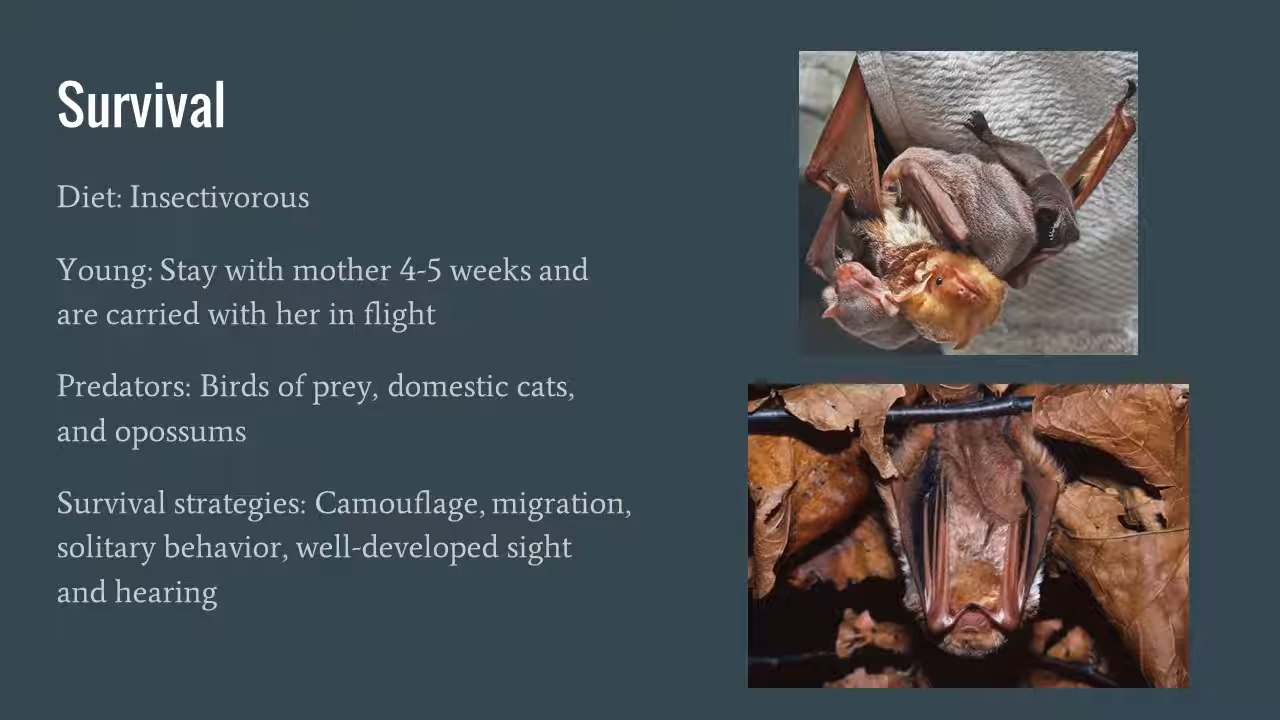 Survival
Diet: Insectivorous
Young: Stay with mother 4-5 weeks and
are carried with her in flight
Predators: Birds of prey, domestic cats,
and opossums
Survival strategies: Camouflage, migration,
solitary behavior, well-developed sight
and hearing